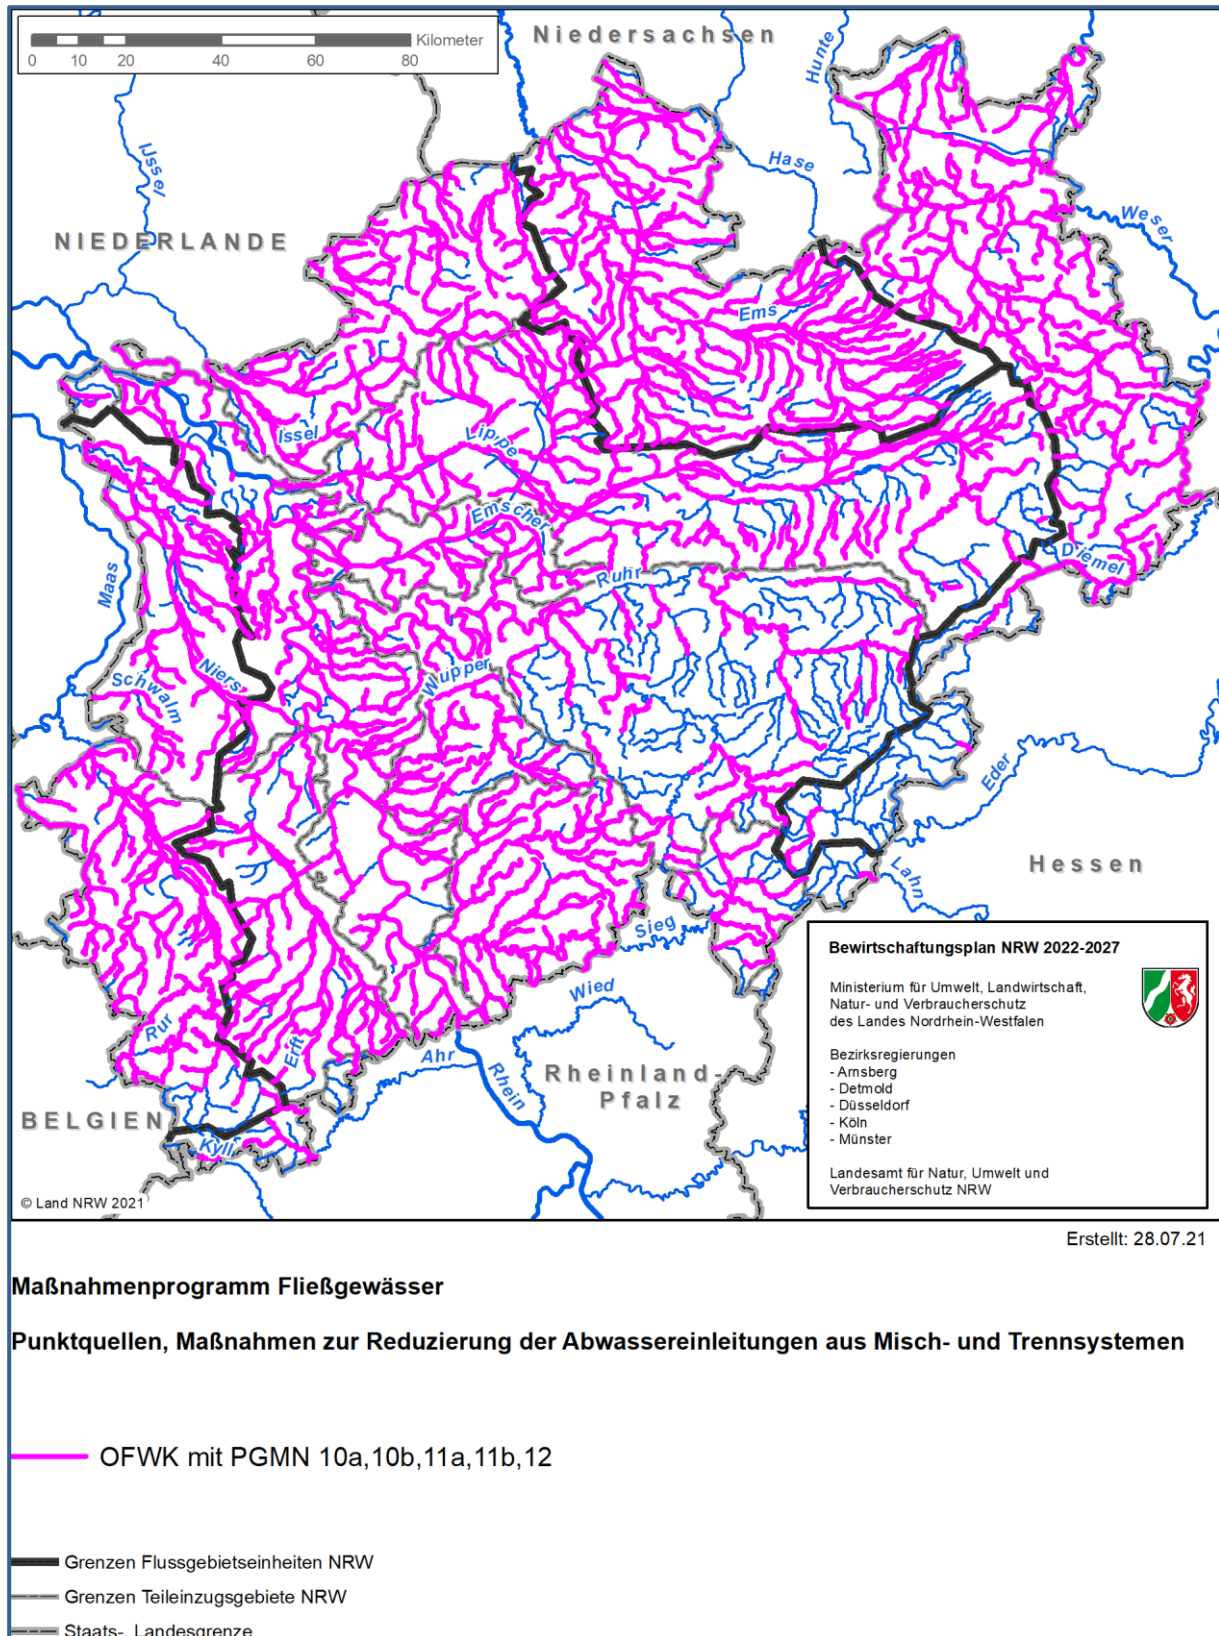 Kilometer
0 10 20 40 60 80
Niedersachsen
Hunte
IJssel
Hase
Weser
NIEDERLANDE
Ems
Issel
Lippe
Emscher
Maas
Ruhr
Diemel
Niers
Schwalm
Wupper
Eder
Hessen
Lahn
Sieg
Wied
Rur
Erft
Ahr
Rhein
Rheinland-
Pfalz
BELGIEN
Kyll
© Land NRW 2021
Bewirtschaftungsplan NRW 2022-2027
Ministerium für Umwelt, Landwirtschaft,
Natur- und Verbraucherschutz
des Landes Nordrhein-Westfalen
Bezirksregierungen
- Arnsberg
- Detmold
- Düsseldorf
- Köln
- Münster
Landesamt für Natur, Umwelt und
Verbraucherschutz NRW
Erstellt: 28.07.21
Maßnahmenprogramm Fließgewässer
Punktquellen, Maßnahmen zur Reduzierung der Abwassereinleitungen aus Misch- und Trennsystemen
OFWK mit PGMN 10a,10b,11a,11b,12
Grenzen Flussgebietseinheiten NRW
Grenzen Teileinzugsgebiete NRW
Staats-, Landesgrenze